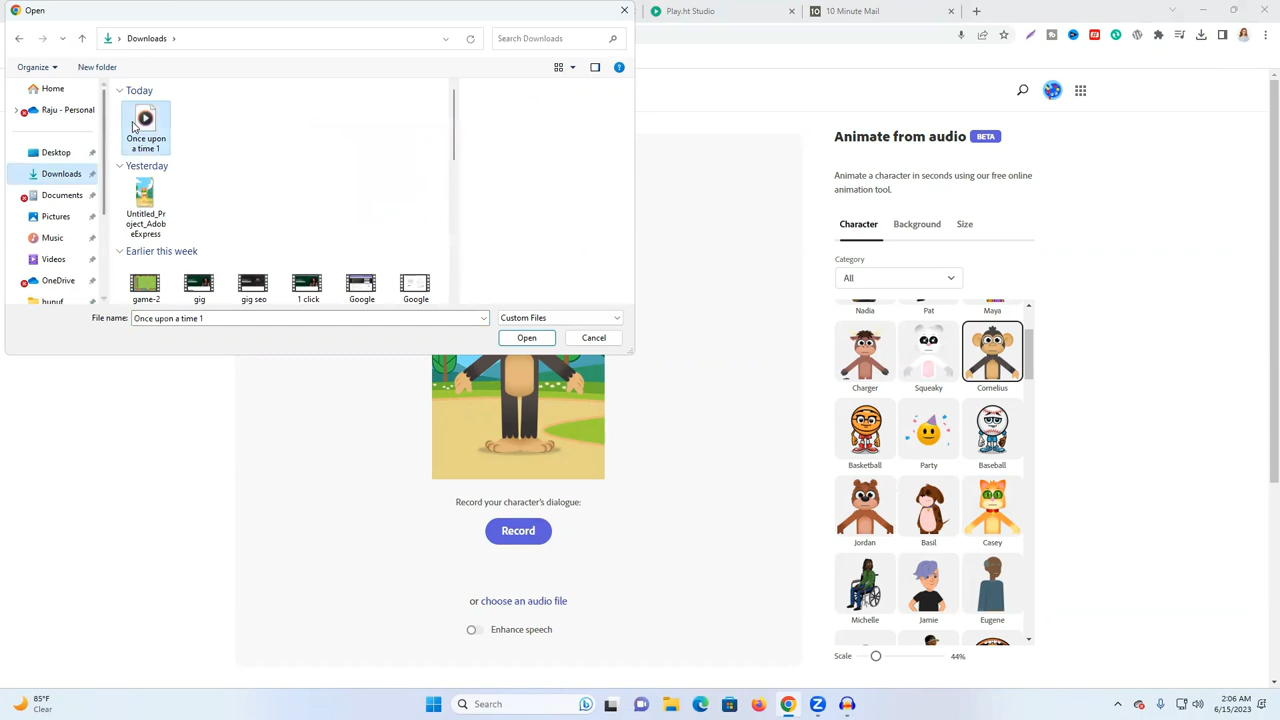 Open
Play.ht Studio
10 10 Minute Mail
Downloads
Search Downloads
Organize
New folder
Home
Raju - Personal
Desktop
Downloads
Documents
Pictures
Music
Videos
OneDrive
Today
Once upon
a time 1
Yesterday
Untitled_Pr
oject_Adob
eExpress
Earlier this week
game-2
gig
gig seo
1 click
Google
Google
File name:
Once upon a time 1
Custom Files
Open
Cancel
Record your character's dialogue:
Record
or choose an audio file
Enhance speech
Animate from audio
BETA
Animate a character in seconds using our free online
animation tool.
Character
Background
Size
Category
All
Nadia
Pat
Maya
Charger
Squeaky
Cornelius
Basketball
Party
Baseball
Jordan
Basil
Casey
Michelle
Jamie
Eugene
Scale
44%
85°F
Clear
Search
2:06 AM
6/15/2023